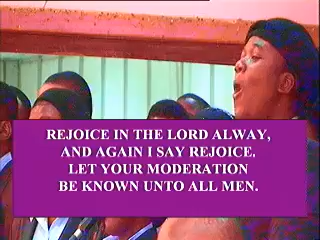 REJOICE IN THE LORD ALWAY,
AND AGAIN I SAY REJOICE.
LET YOUR MODERATION
BE KNOWN UNTO ALL MEN.